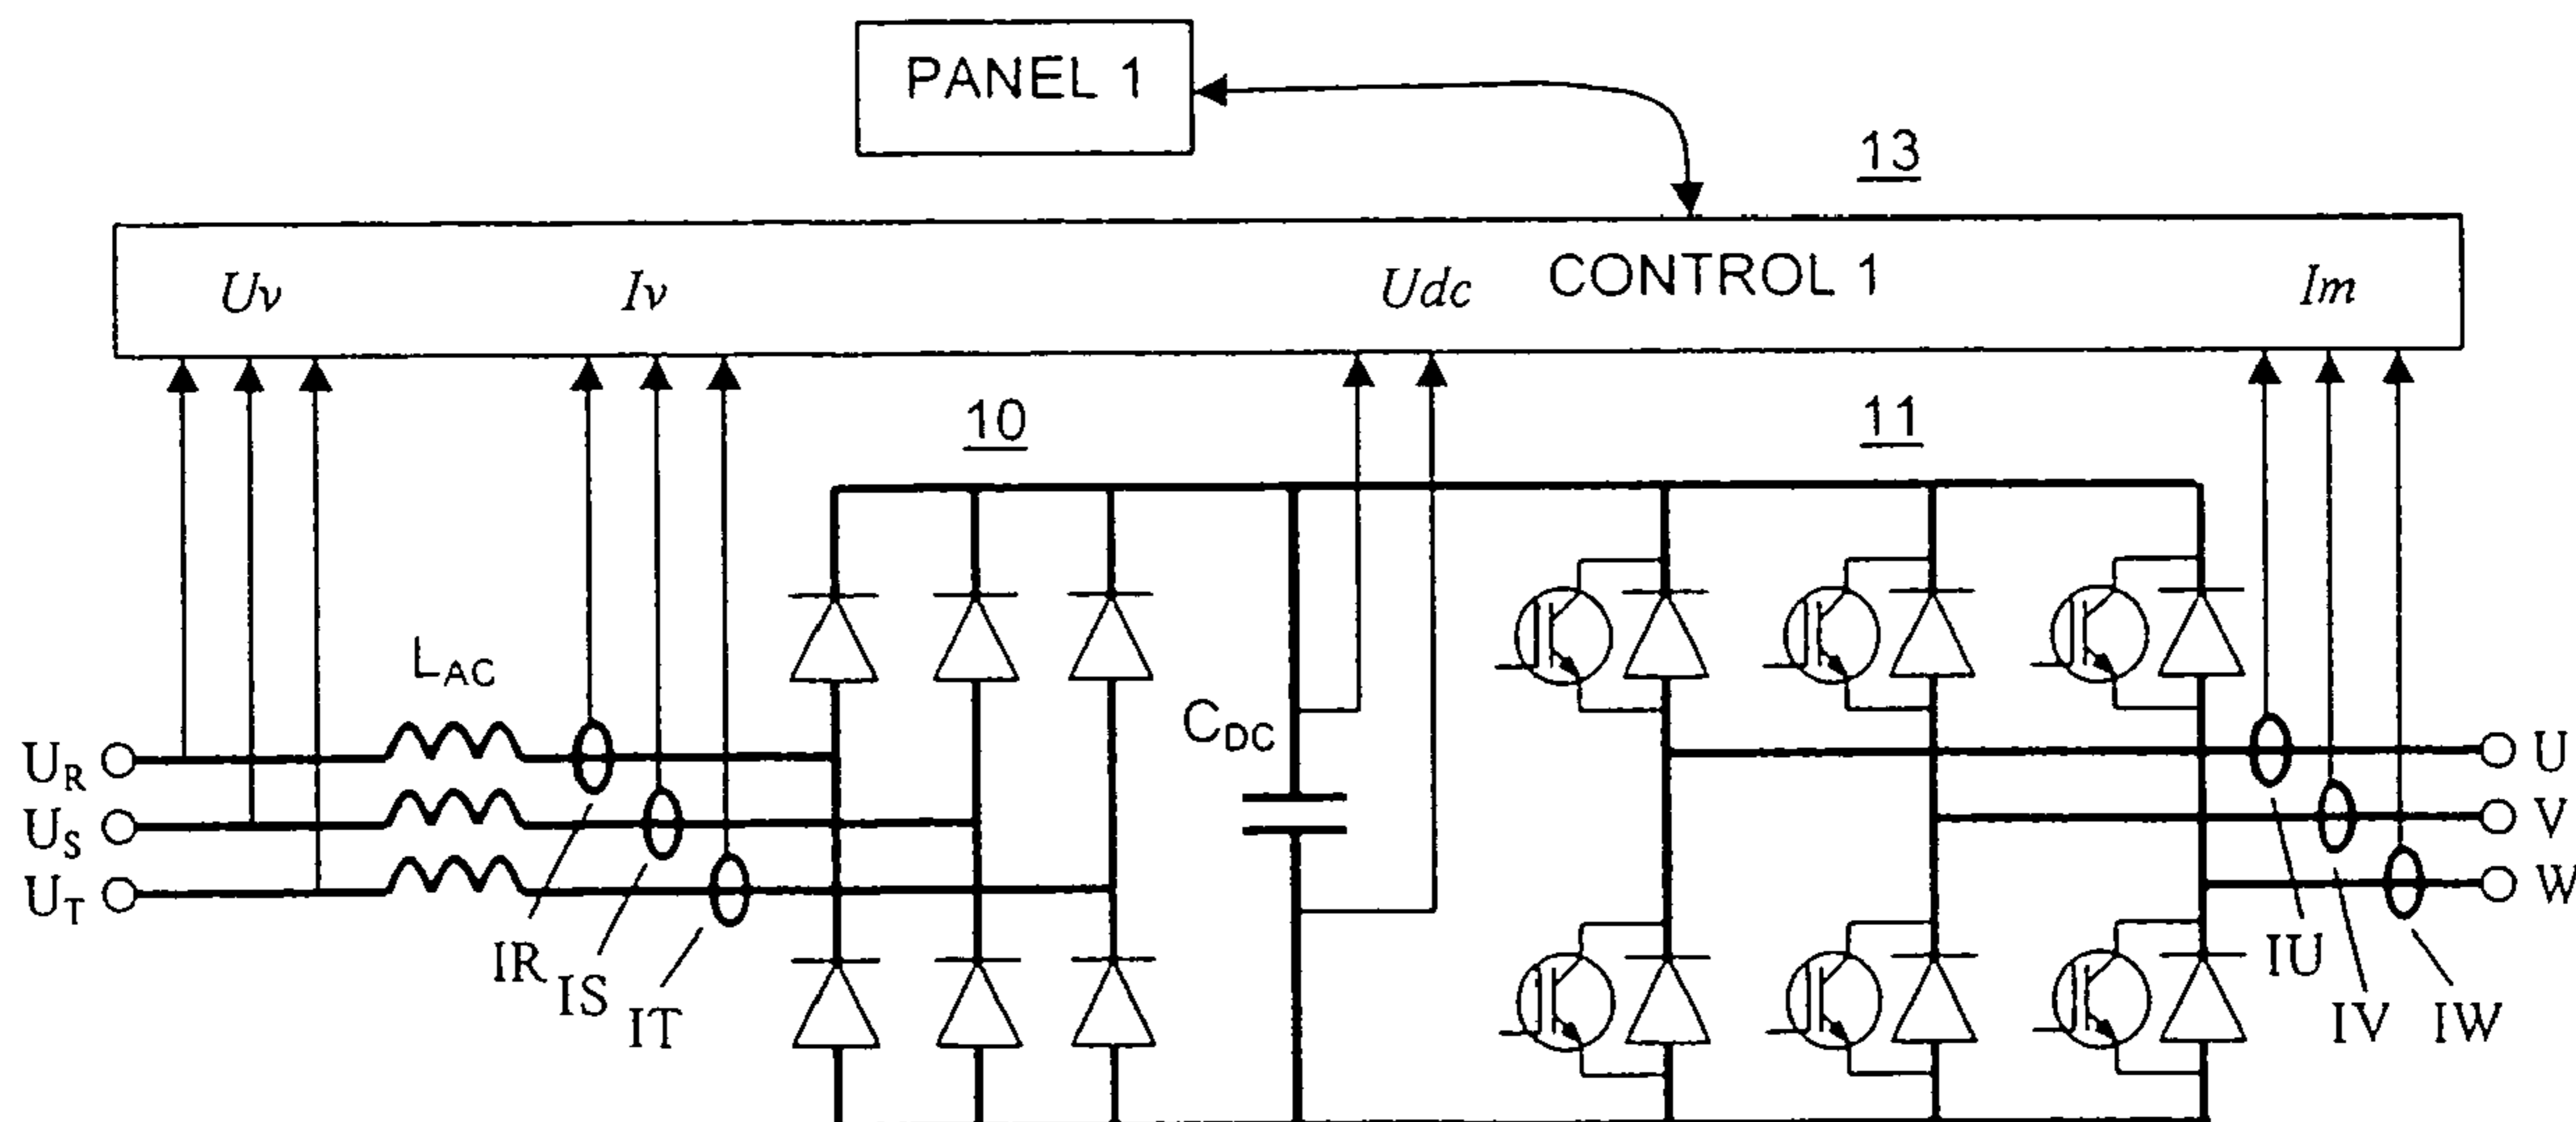 PANEL 1
13
Uv
Iv
Udc
CONTROL 1
Im
10
11
LAC
CDC
UR
US
UT
IR
IS
IT
U
V
W
IU
IV
IW